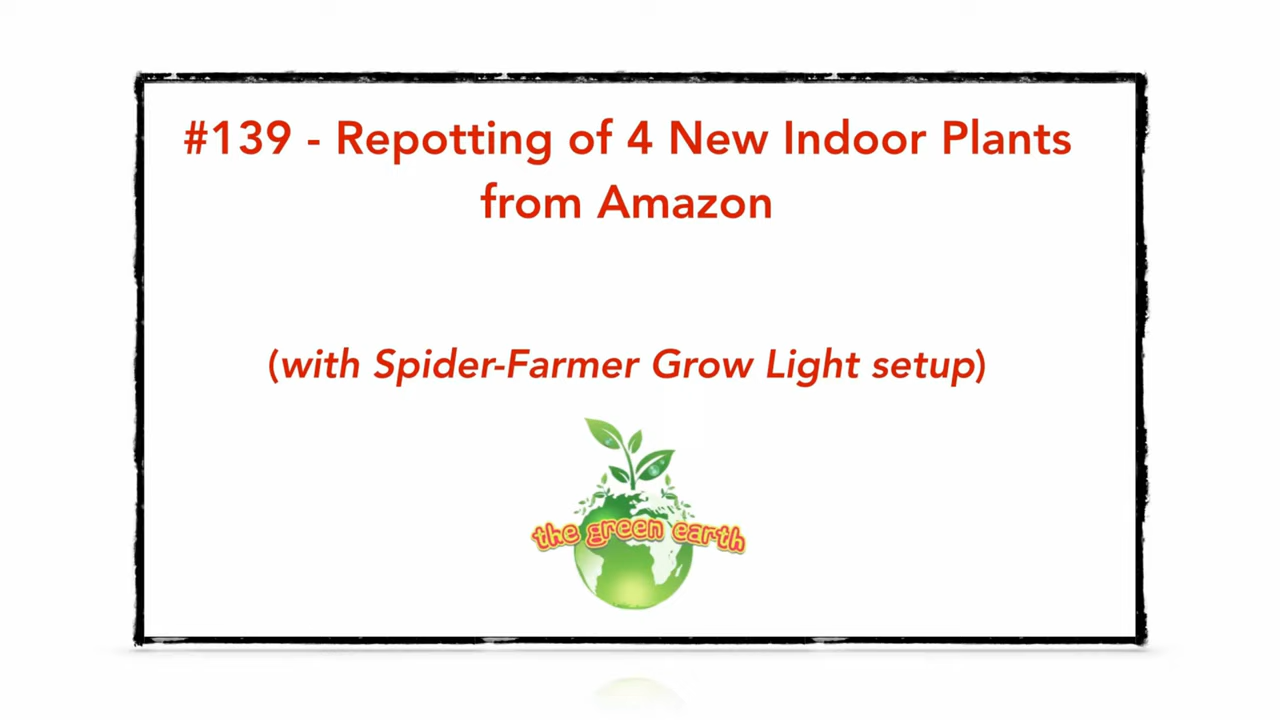 #139 - Repotting of 4 New Indoor Plants
from Amazon
(with Spider-Farmer Grow Light setup)
the green earth